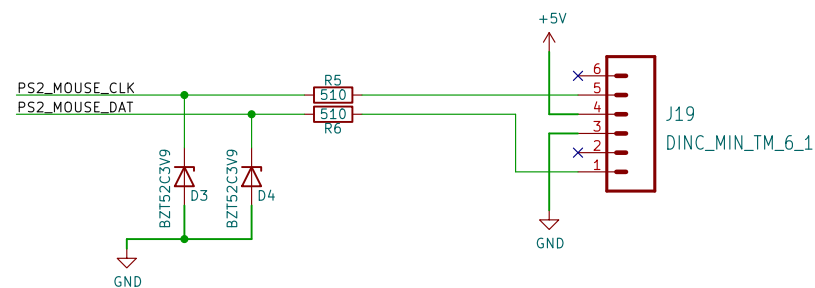 +5V
PS2_MOUSE_CLK
PS2_MOUSE_DAT
R5
510
510
R6
6
5
4
3
2
1
J19
DINC_MIN_TM_6_1
BZT52C3V9
D3
BZT52C3V9
D4
GND
GND